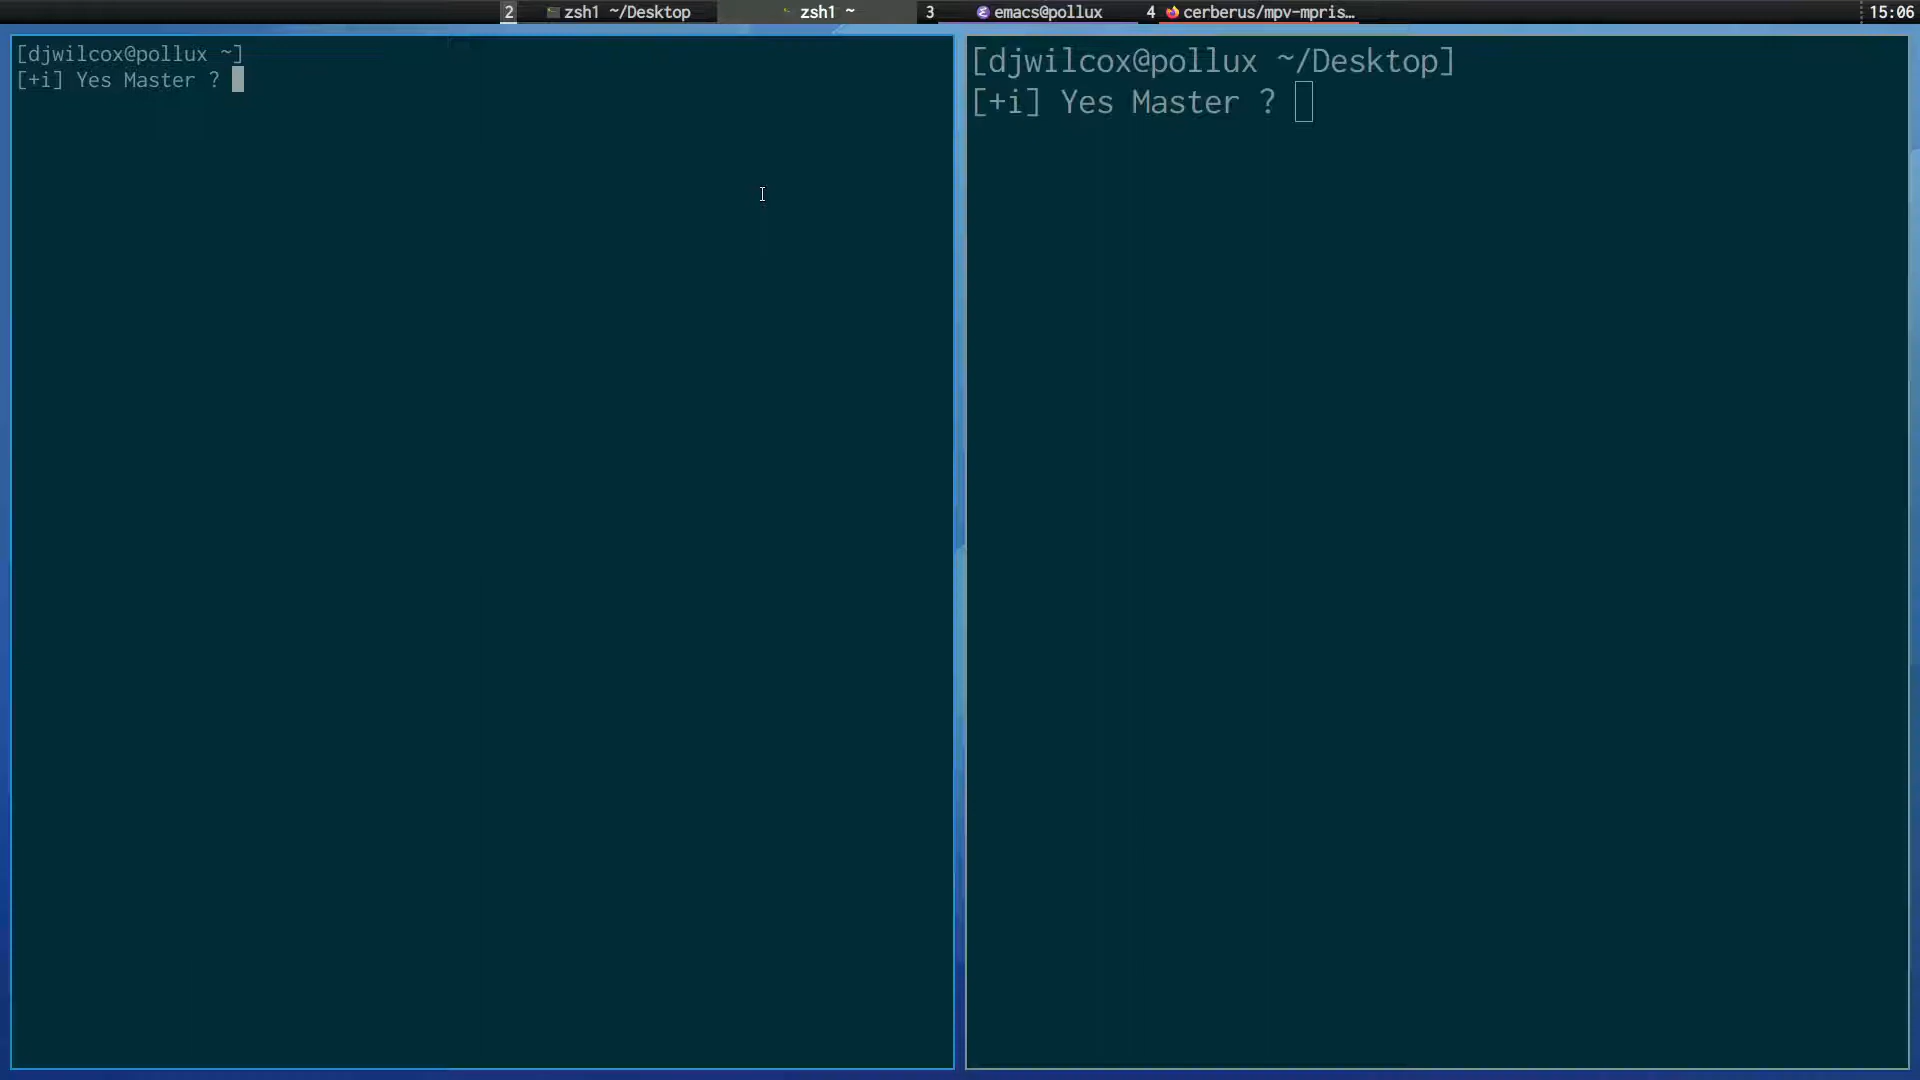 2 zsh1 ~/Desktop zsh1 ~ 3 emacs@pollux 4 cerberus/mpv-mpris… 15:06
[djwilcox@pollux ~]
[+i] Yes Master ?
[djwilcox@pollux ~/Desktop]
[+i] Yes Master ?